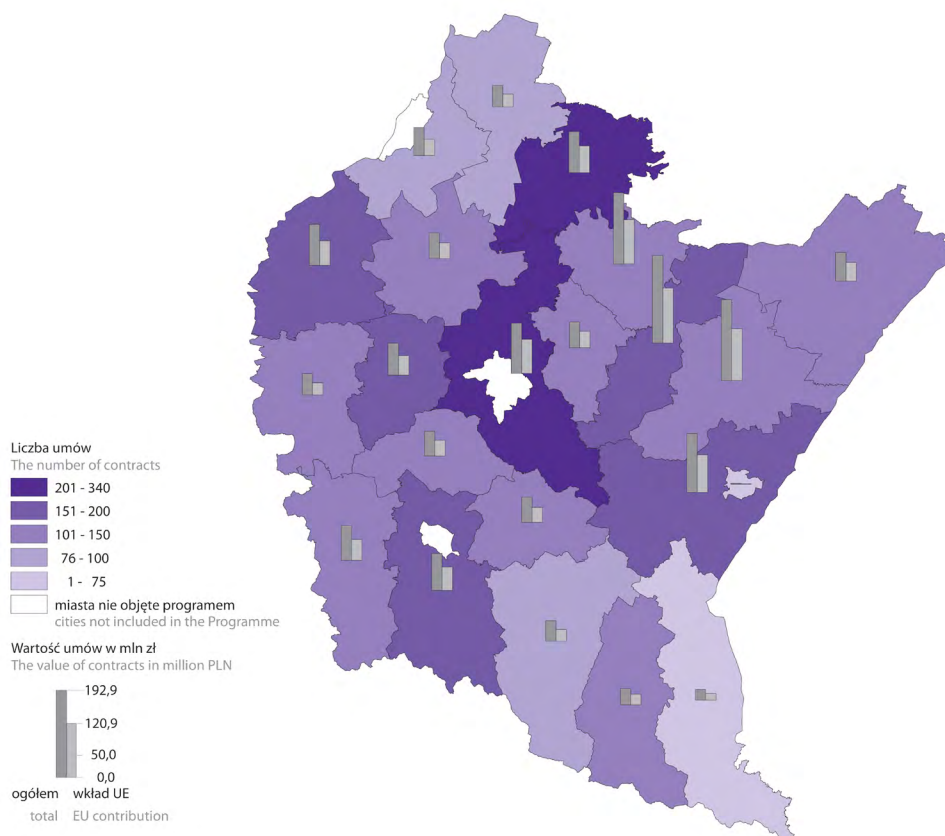 Liczba umów
The number of contracts
201 - 340
151 - 200
101 - 150
76 - 100
1 - 75
miasta nie objęte programem
cities not included in the Programme
Wartość umów w mln zł
The value of contracts in million PLN
192,9
120,9
50,0
0,0
ogółem wkład UE
total EU contribution